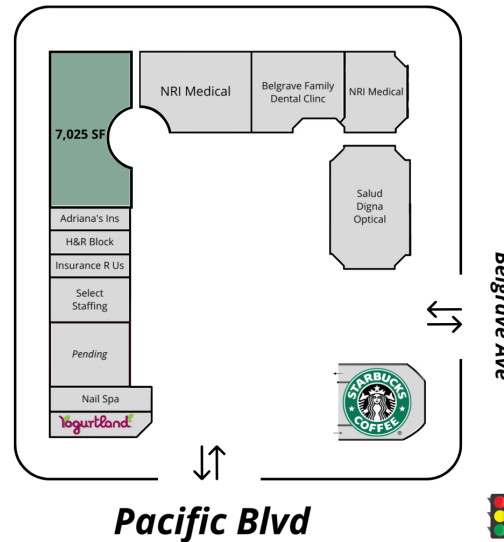 NRI Medical
Belgrave Family
Dental Clinc
NRI Medical
7,025 SF
Salud
Digna
Optical
Adriana's Ins
H&R Block
Insurance R Us
Select
Staffing
Pending
Nail Spa
Yogurtland
STARBUCKS
COFFEE
®
Belgrave Ave
Pacific Blvd